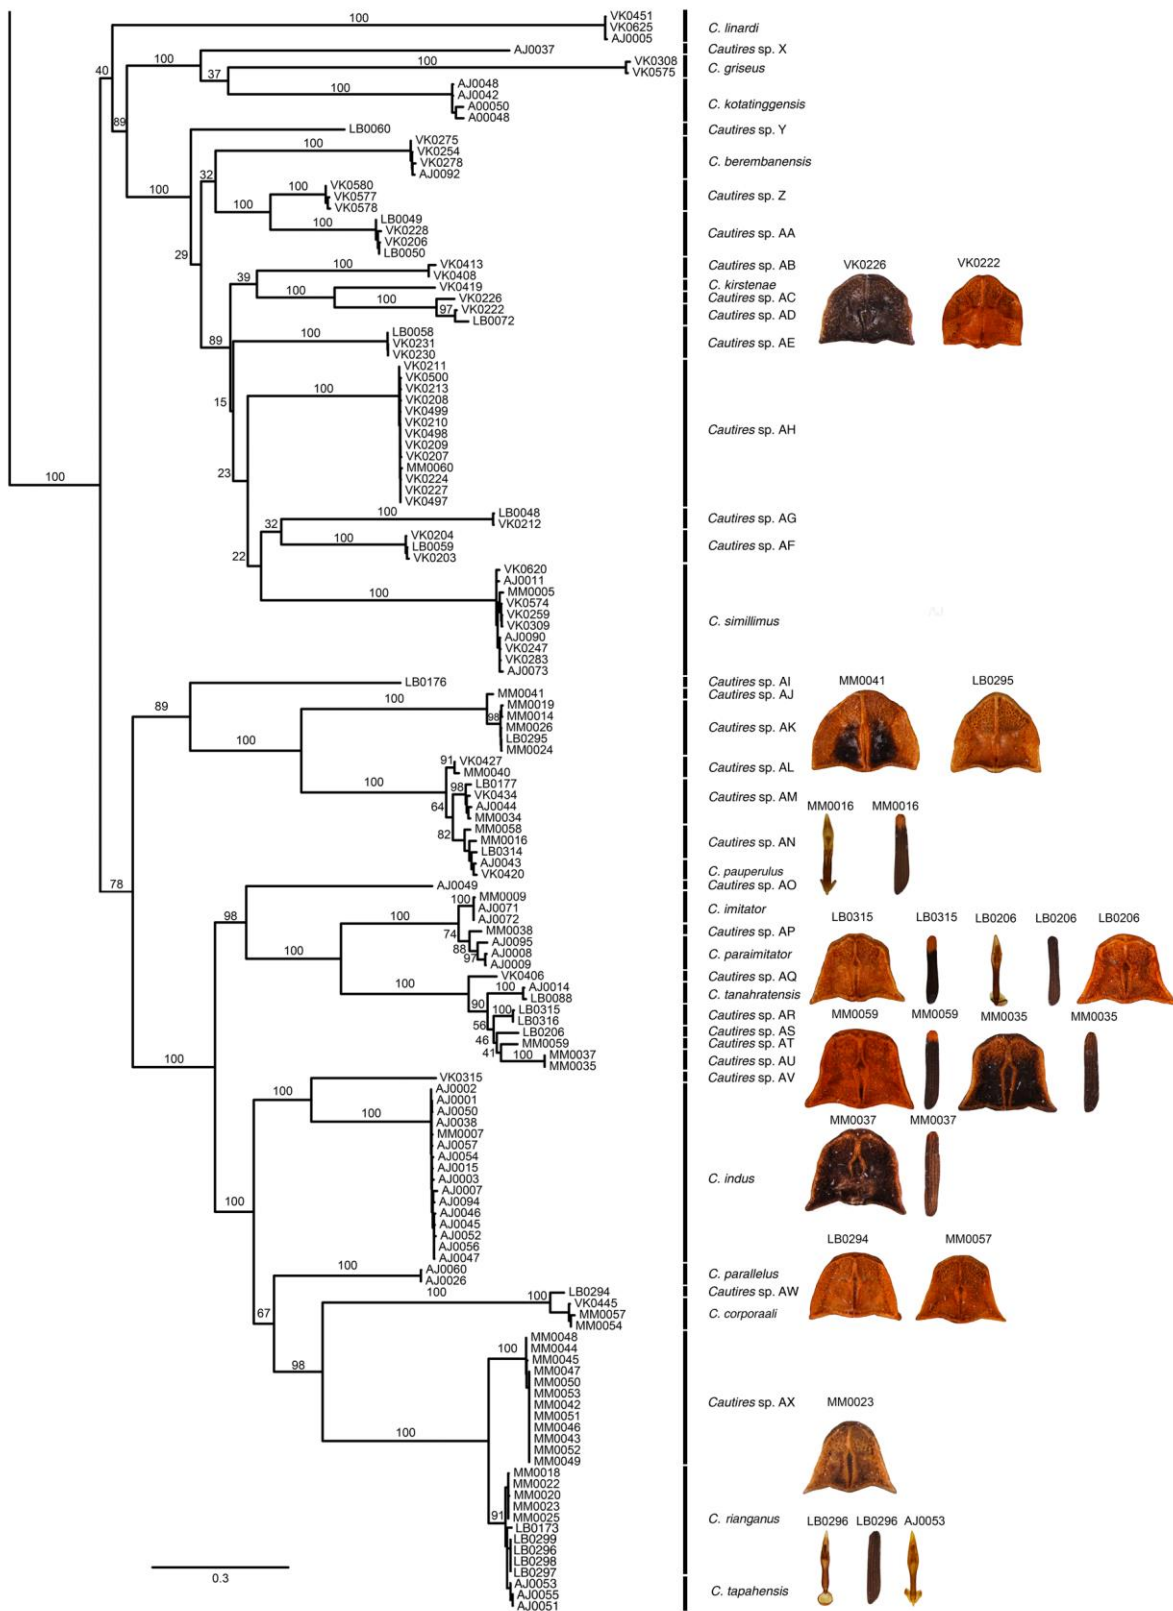 100
VK0451
VK0625
AJ0005
C. linardi
AJ0037
Cautires sp. X
100
40
37
100
VK0308
VK0575
C. griseus
100
AJ0048
AJ0042
A00050
A00048
C. kotatinggensis
89
LB0060
Cautires sp. Y
100
VK0275
VK0254
VK0278
AJ0092
C. berembanensis
32
100
100
VK0580
VK0577
VK0578
Cautires sp. Z
100
100
LB0049
VK0228
VK0206
LB0050
Cautires sp. AA
29
39
100
VK0413
VK0408
Cautires sp. AB
VK0226
VK0222
VK0419
C. kirstenae
100
100
VK0226
Cautires sp. AC
97
VK0222
LB0072
Cautires sp. AD
89
LB0058
VK0231
VK0230
Cautires sp. AE
15
100
VK0211
VK0500
VK0213
VK0208
VK0499
VK0210
VK0498
VK0209
VK0207
MM0060
VK0224
VK0227
VK0497
Cautires sp. AH
23
100
32
100
LB0048
VK0212
Cautires sp. AG
100
VK0204
LB0059
VK0203
Cautires sp. AF
22
100
VK0620
AJ0011
MM0005
VK0574
VK0259
VK0309
AJ0090
VK0247
VK0283
AJ0073
C. simillimus
LB0176
Cautires sp. AI
MM0041
LB0295
89
100
MM0041
Cautires sp. AJ
98
MM0019
MM0014
MM0026
LB0295
MM0024
Cautires sp. AK
100
91
VK0427
MM0040
Cautires sp. AL
100
64
98
LB0177
VK0434
AJ0044
MM0034
Cautires sp. AM
MM0016
MM0016
82
MM0058
MM0016
LB0314
Cautires sp. AN
AJ0043
VK0420
C. pauperulus
78
AJ0049
Cautires sp. AO
98
100
100
MM0009
AJ0071
AJ0072
C. imitator
74
MM0038
Cautires sp. AP
LB0315
LB0315
LB0206
LB0206
LB0206
88
97
AJ0095
AJ0008
AJ0009
C. paraimitator
100
VK0406
Cautires sp. AQ
100
90
100
AJ0014
LB0088
C. tanahratensis
56
100
LB0315
LB0316
Cautires sp. AR
MM0059
MM0059
MM0035
MM0035
46
LB0206
Cautires sp. AS
MM0059
Cautires sp. AT
41
100
MM0037
MM0035
Cautires sp. AU
100
VK0315
Cautires sp. AV
100
100
AJ0002
AJ0001
AJ0050
AJ0038
MM0007
AJ0057
AJ0054
AJ0015
AJ0003
AJ0007
AJ0094
AJ0046
AJ0045
AJ0052
AJ0056
AJ0047
C. indus
MM0037
MM0037
100
LB0294
MM0057
100
AJ0060
AJ0026
C. parallelus
67
100
100
LB0294
Cautires sp. AW
VK0445
MM0057
MM0054
C. corporaali
98
100
MM0048
MM0044
MM0045
MM0047
MM0050
MM0053
MM0042
MM0051
MM0046
MM0043
MM0052
MM0049
Cautires sp. AX
MM0023
100
91
MM0018
MM0022
MM0020
MM0023
MM0025
LB0173
LB0299
LB0296
LB0298
LB0297
C. rianganus
LB0296
LB0296
AJ0053
AJ0053
AJ0055
AJ0051
C. tapahensis
0.3